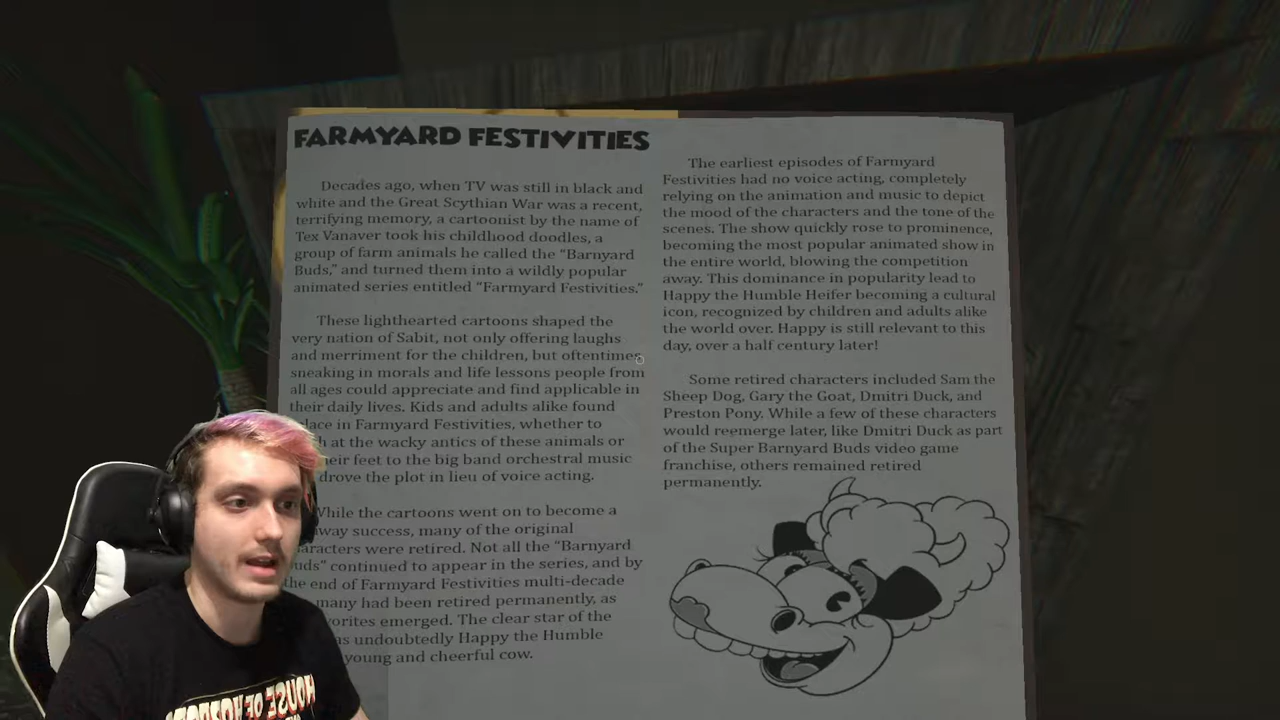 FARMYARD FESTIVITIES
Decades ago, when TV was still in black and
white and the Great Scythian War was a recent,
terrifying memory, a cartoonist by the name of
Tex Vanaver took his childhood doodles, a
group of farm animals he called the “Barnyard
Buds,” and turned them into a wildly popular
animated series entitled “Farmyard Festivities.”
These lighthearted cartoons shaped the
very nation of Sabit, not only offering laughs
and merriment for the children, but oftentimes
sneaking in morals and life lessons people from
all ages could appreciate and find applicable in
their daily lives. Kids and adults alike found
in Farmyard Festivities, whether to
at the wacky antics of these animals or
their feet to the big band orchestral music
drove the plot in lieu of voice acting.
While the cartoons went on to become a
success, many of the original
characters were retired. Not all the “Barnyard
Buds” continued to appear in the series, and by
the end of Farmyard Festivities multi-decade
many had been retired permanently, as
emerged. The clear star of the
was undoubtedly Happy the Humble
young and cheerful cow.
The earliest episodes of Farmyard
Festivities had no voice acting, completely
relying on the animation and music to depict
the mood of the characters and the tone of the
scenes. The show quickly rose to prominence,
becoming the most popular animated show in
the entire world, blowing the competition
away. This dominance in popularity lead to
Happy the Humble Heifer becoming a cultural
icon, recognized by children and adults alike
the world over. Happy is still relevant to this
day, over a half century later!
Some retired characters included Sam the
Sheep Dog, Gary the Goat, Dmitri Duck, and
Preston Pony. While a few of these characters
would reemerge later, like Dmitri Duck as part
of the Super Barnyard Buds video game
franchise, others remained retired
permanently.
HOUSE OF